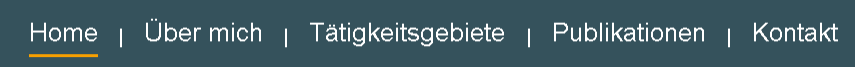 Home | Über mich | Tätigkeitsgebiete | Publikationen | Kontakt